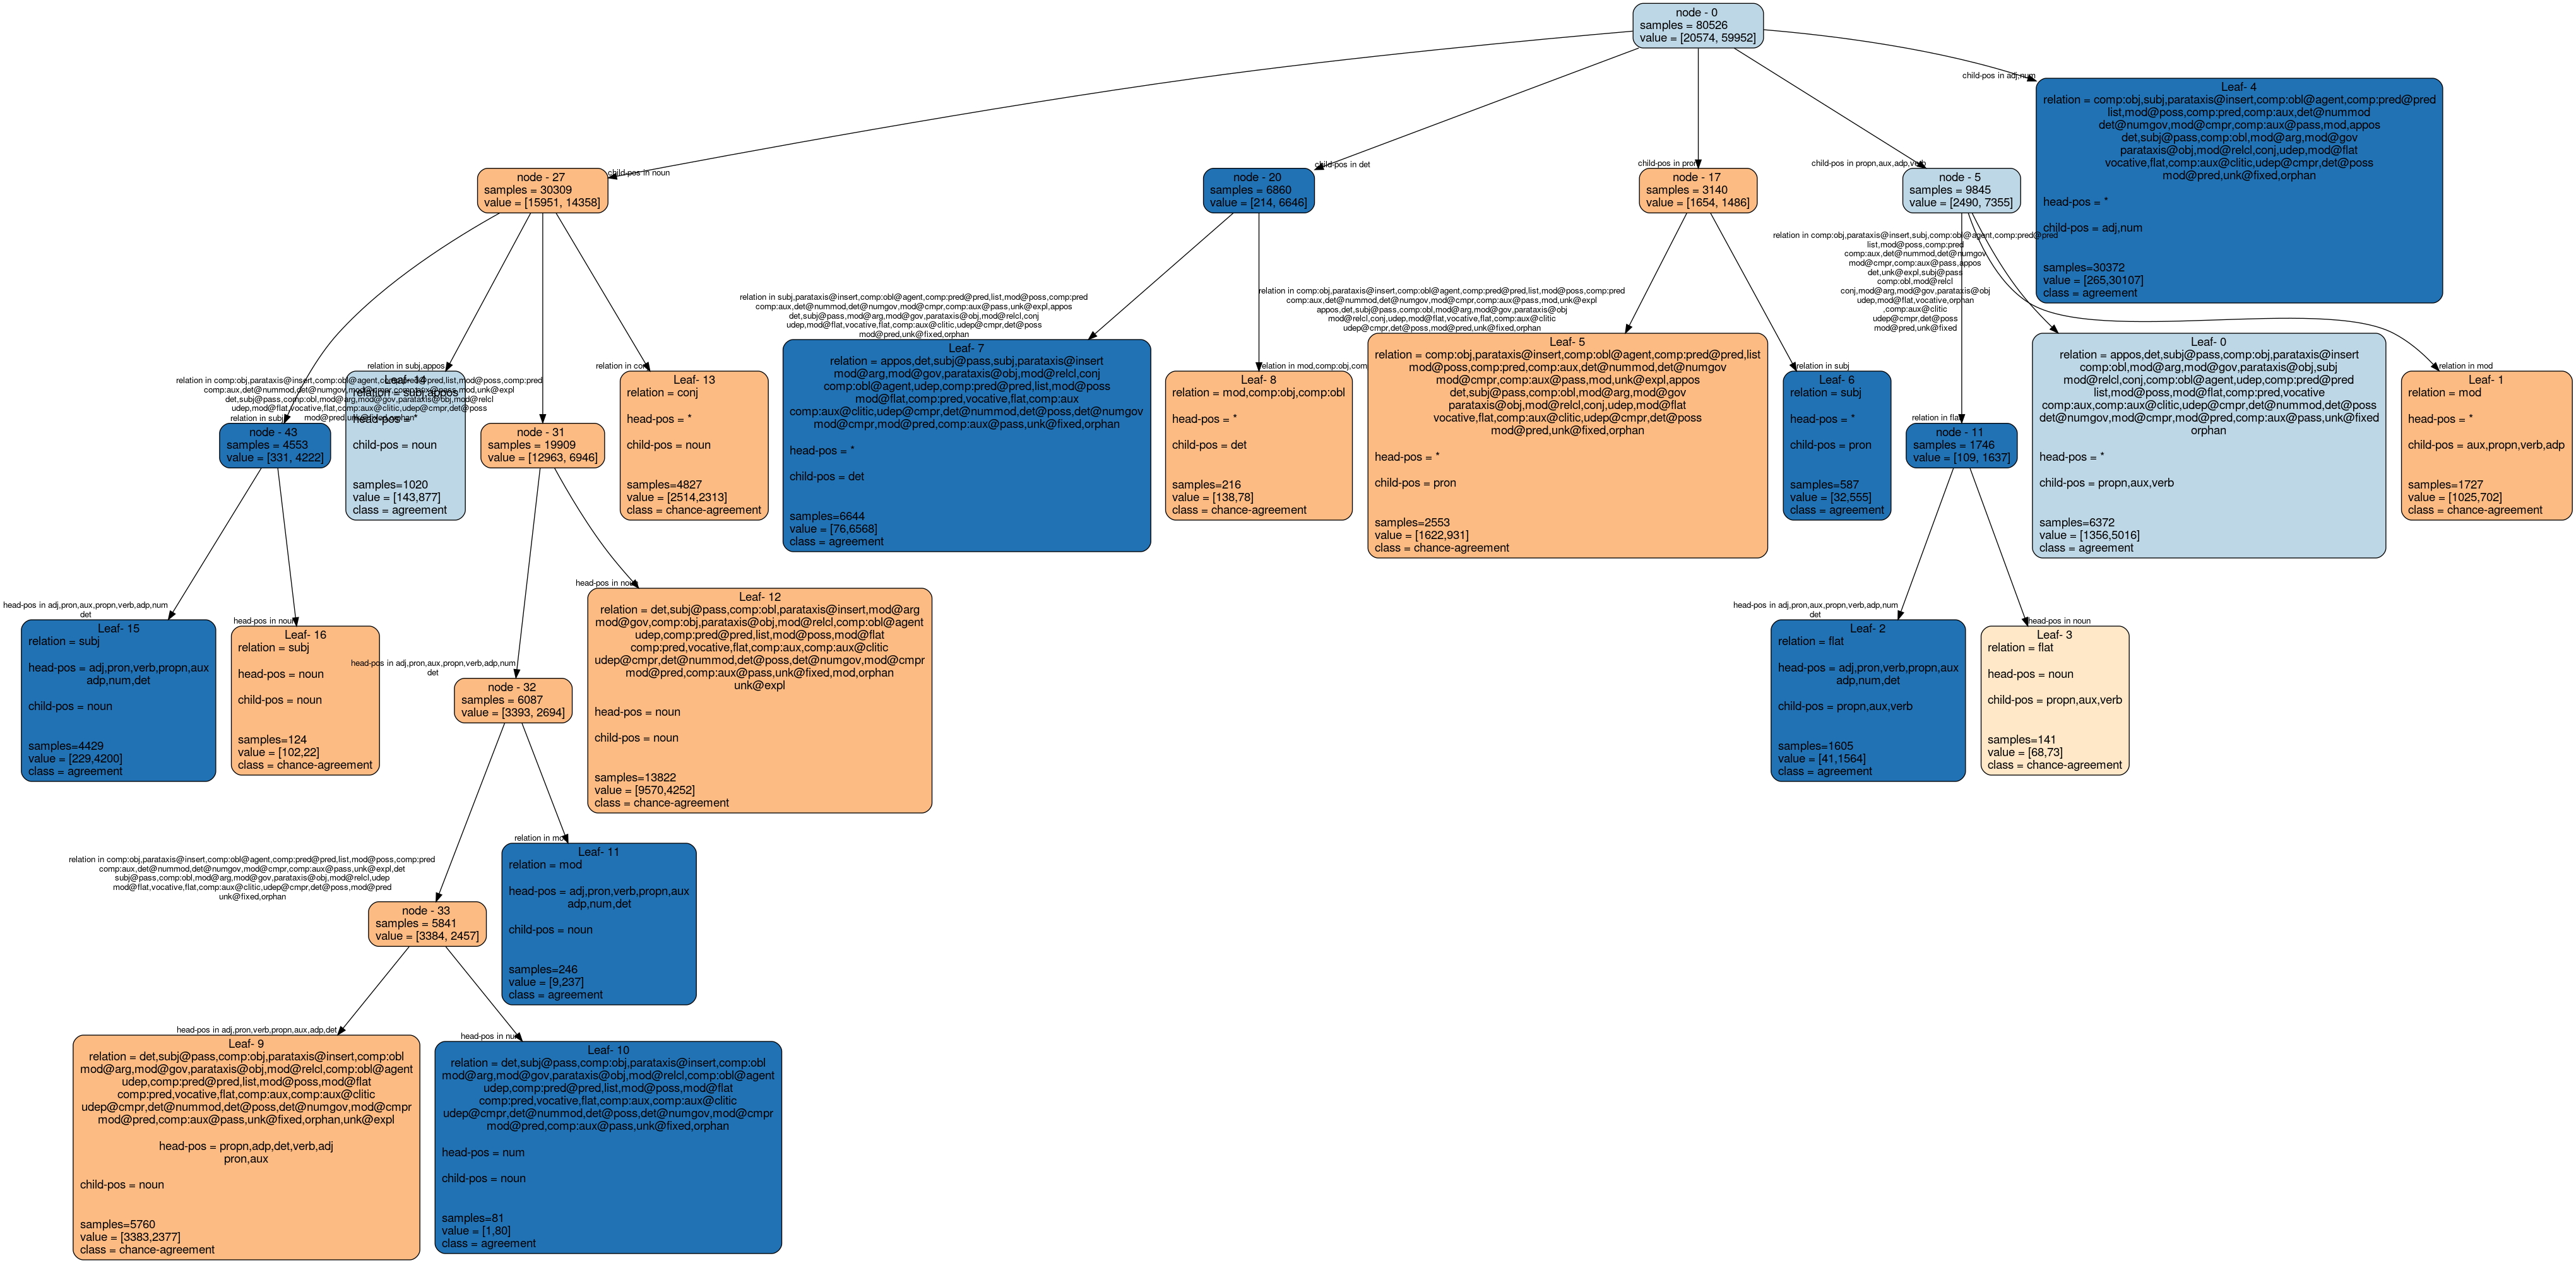 node - 0
samples = 80526
value = [20574, 59952]
child-pos in adj,num
Leaf- 4
relation = comp:obj,subj,parataxis@insert,comp:obl@agent,comp:pred@pred
list,mod@poss,comp:pred,comp:aux,det@nummod
det@numgov,mod@cmpr,comp:aux@pass,mod,appos
det,subj@pass,comp:obl,mod@arg,mod@gov
parataxis@obj,mod@relcl,conj,udep,mod@flat
vocative,flat,comp:aux@clitic,udep@cmpr,det@poss
mod@pred,unk@fixed,orphan
head-pos = *
child-pos = adj,num
samples=30372
value = [265,30107]
class = agreement
child-pos in noun
node - 27
samples = 30309
value = [15951, 14358]
child-pos in det
node - 20
samples = 6860
value = [214, 6646]
child-pos in pron
node - 17
samples = 3140
value = [1654, 1486]
child-pos in propn,aux,adp,verb
node - 5
samples = 9845
value = [2490, 7355]
relation in comp:obj,parataxis@insert,subj,comp:obl@agent,comp:pred@pred
list,mod@poss,comp:pred
comp:aux,det@nummod,det@numgov
mod@cmpr,comp:aux@pass,appos
det,unk@expl,subj@pass
comp:obl,mod@relcl
conj,mod@arg,mod@gov,parataxis@obj
udep,mod@flat,vocative,orphan
,comp:aux@clitic
udep@cmpr,det@poss
mod@pred,unk@fixed
relation in subj,parataxis@insert,comp:obl@agent,comp:pred@pred,list,mod@poss,comp:pred
comp:aux,det@nummod,det@numgov,mod@cmpr,comp:aux@pass,unk@expl,appos
det,subj@pass,mod@arg,mod@gov,parataxis@obj,mod@relcl,conj
udep,mod@flat,vocative,flat,comp:aux@clitic,udep@cmpr,det@poss
mod@pred,unk@fixed,orphan
Leaf- 7
relation = appos,det,subj@pass,subj,parataxis@insert
mod@arg,mod@gov,parataxis@obj,mod@relcl,conj
comp:obl@agent,udep,comp:pred@pred,list,mod@poss
mod@flat,comp:pred,vocative,flat,comp:aux
comp:aux@clitic,udep@cmpr,det@nummod,det@poss,det@numgov
mod@cmpr,mod@pred,comp:aux@pass,unk@fixed,orphan
head-pos = *
child-pos = det
samples=6644
value = [76,6568]
class = agreement
relation in mod,comp:obj,com
Leaf- 8
relation = mod,comp:obj,comp:obl
head-pos = *
child-pos = det
samples=216
value = [138,78]
class = chance-agreement
relation in comp:obj,parataxis@insert,comp:obl@agent,comp:pred@pred,list,mod@poss,comp:pred
comp:aux,det@nummod,det@numgov,mod@cmpr,comp:aux@pass,mod,unk@expl
appos,det,subj@pass,comp:obl,mod@arg,mod@gov,parataxis@obj
mod@relcl,conj,udep,mod@flat,vocative,flat,comp:aux@clitic
udep@cmpr,det@poss,mod@pred,unk@fixed,orphan
Leaf- 5
relation = comp:obj,parataxis@insert,comp:obl@agent,comp:pred@pred,list
mod@poss,comp:pred,comp:aux,det@nummod,det@numgov
mod@cmpr,comp:aux@pass,mod,unk@expl,appos
det,subj@pass,comp:obl,mod@arg,mod@gov
parataxis@obj,mod@relcl,conj,udep,mod@flat
vocative,flat,comp:aux@clitic,udep@cmpr,det@poss
mod@pred,unk@fixed,orphan
head-pos = *
child-pos = pron
samples=2553
value = [1622,931]
class = chance-agreement
relation in subj
Leaf- 6
relation = subj
head-pos = *
child-pos = pron
samples=587
value = [32,555]
class = agreement
relation in flat
node - 11
samples = 1746
value = [109, 1637]
Leaf- 0
relation = appos,det,subj@pass,comp:obj,parataxis@insert
comp:obl,mod@arg,mod@gov,parataxis@obj,subj
mod@relcl,conj,comp:obl@agent,udep,comp:pred@pred
list,mod@poss,mod@flat,comp:pred,vocative
comp:aux,comp:aux@clitic,udep@cmpr,det@nummod,det@poss
det@numgov,mod@cmpr,mod@pred,comp:aux@pass,unk@fixed
orphan
head-pos = *
child-pos = propn,aux,verb
samples=6372
value = [1356,5016]
class = agreement
relation in mod
Leaf- 1
relation = mod
head-pos = *
child-pos = aux,propn,verb,adp
samples=1727
value = [1025,702]
class = chance-agreement
relation in subj
node - 43
samples = 4553
value = [331, 4222]
relation in subj,appos
Leaf- 14
relation = subj,appos
head-pos = *
child-pos = noun
samples=1020
value = [143,877]
class = agreement
relation in comp:obj,parataxis@insert,comp:obl@agent,comp:pred@pred,list,mod@poss,comp:pred
comp:aux,det@nummod,det@numgov,mod@cmpr,comp:aux@pass,mod,unk@expl
det,subj@pass,comp:obl,mod@arg,mod@gov,parataxis@obj,mod@relcl
udep,mod@flat,vocative,flat,comp:aux@clitic,udep@cmpr,det@poss
mod@pred,unk@fixed,orphan
node - 31
samples = 19909
value = [12963, 6946]
relation in conj
Leaf- 13
relation = conj
head-pos = *
child-pos = noun
samples=4827
value = [2514,2313]
class = chance-agreement
head-pos in adj,pron,aux,propn,verb,adp,num
det
Leaf- 15
relation = subj
head-pos = adj,pron,verb,propn,aux
adp,num,det
child-pos = noun
samples=4429
value = [229,4200]
class = agreement
head-pos in noun
Leaf- 16
relation = subj
head-pos = noun
child-pos = noun
samples=124
value = [102,22]
class = chance-agreement
head-pos in adj,pron,aux,propn,verb,adp,num
det
node - 32
samples = 6087
value = [3393, 2694]
head-pos in noun
Leaf- 12
relation = det,subj@pass,comp:obl,parataxis@insert,mod@arg
mod@gov,comp:obj,parataxis@obj,mod@relcl,comp:obl@agent
udep,comp:pred@pred,list,mod@poss,mod@flat
comp:pred,vocative,flat,comp:aux,comp:aux@clitic
udep@cmpr,det@nummod,det@poss,det@numgov,mod@cmpr
mod@pred,comp:aux@pass,unk@fixed,mod,orphan
unk@expl
head-pos = noun
child-pos = noun
samples=13822
value = [9570,4252]
class = chance-agreement
head-pos in adj,pron,aux,propn,verb,adp,num
det
Leaf- 2
relation = flat
head-pos = adj,pron,verb,propn,aux
adp,num,det
child-pos = propn,aux,verb
samples=1605
value = [41,1564]
class = agreement
head-pos in noun
Leaf- 3
relation = flat
head-pos = noun
child-pos = propn,aux,verb
samples=141
value = [68,73]
class = chance-agreement
relation in comp:obj,parataxis@insert,comp:obl@agent,comp:pred@pred,list,mod@poss,comp:pred
comp:aux,det@nummod,det@numgov,mod@cmpr,comp:aux@pass,unk@expl,det
subj@pass,comp:obl,mod@arg,mod@gov,parataxis@obj,mod@relcl,udep
mod@flat,vocative,flat,comp:aux@clitic,udep@cmpr,det@poss,mod@pred
unk@fixed,orphan
node - 33
samples = 5841
value = [3384, 2457]
relation in mod
Leaf- 11
relation = mod
head-pos = adj,pron,verb,propn,aux
adp,num,det
child-pos = noun
samples=246
value = [9,237]
class = agreement
head-pos in adj,pron,verb,propn,aux,adp,det
Leaf- 9
relation = det,subj@pass,comp:obj,parataxis@insert,comp:obl
mod@arg,mod@gov,parataxis@obj,mod@relcl,comp:obl@agent
udep,comp:pred@pred,list,mod@poss,mod@flat
comp:pred,vocative,flat,comp:aux,comp:aux@clitic
udep@cmpr,det@nummod,det@poss,det@numgov,mod@cmpr
mod@pred,comp:aux@pass,unk@fixed,orphan,unk@expl
head-pos = propn,adp,det,verb,adj
pron,aux
child-pos = noun
samples=5760
value = [3383,2377]
class = chance-agreement
head-pos in num
Leaf- 10
relation = det,subj@pass,comp:obj,parataxis@insert,comp:obl
mod@arg,mod@gov,parataxis@obj,mod@relcl,comp:obl@agent
udep,comp:pred@pred,list,mod@poss,mod@flat
comp:pred,vocative,flat,comp:aux,comp:aux@clitic
udep@cmpr,det@nummod,det@poss,det@numgov,mod@cmpr
mod@pred,comp:aux@pass,unk@fixed,orphan
head-pos = num
child-pos = noun
samples=81
value = [1,80]
class = agreement